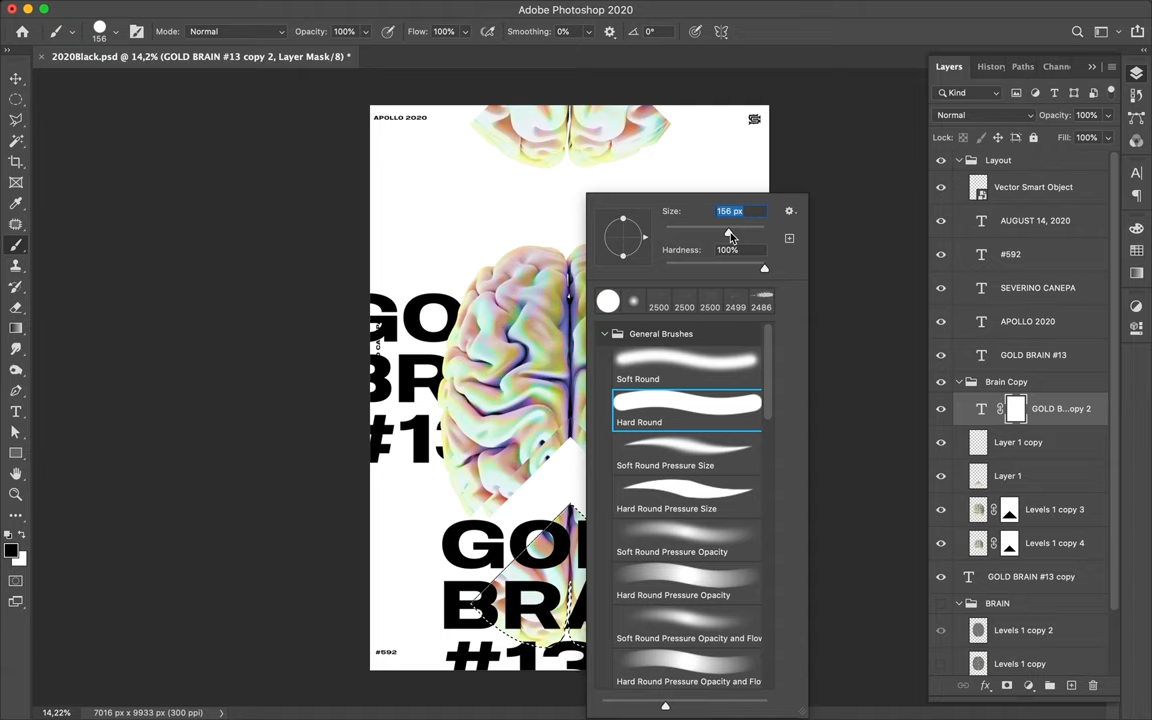 Adobe Photoshop 2020
156
Mode: Normal
Opacity: 100%
Flow: 100%
Smoothing: 0%
0°
2020Black.psd @ 14,2% (GOLD BRAIN #13 copy 2, Layer Mask/8) *
Layers
History
Paths
Chann
Kind
Normal
Opacity: 100%
Lock:
Fill: 100%
Layout
Vector Smart Object
AUGUST 14, 2020
#592
SEVERINO CANEPA
APOLLO 2020
GOLD BRAIN #13
Brain Copy
GOLD B...opy 2
Layer 1 copy
Layer 1
Levels 1 copy 3
Levels 1 copy 4
GOLD BRAIN #13 copy
BRAIN
Levels 1 copy 2
Levels 1 copy
APOLLO 2020
GO
BR
#13
GOL
BRA
#13
#592
Size: 156 px
Hardness: 100%
2500 2500 2500 2499 2486
General Brushes
Soft Round
Hard Round
Soft Round Pressure Size
Hard Round Pressure Size
Soft Round Pressure Opacity
Hard Round Pressure Opacity
Soft Round Pressure Opacity and Flow
Hard Round Pressure Opacity and Flo
14,22%
7016 px x 9933 px (300 ppi)